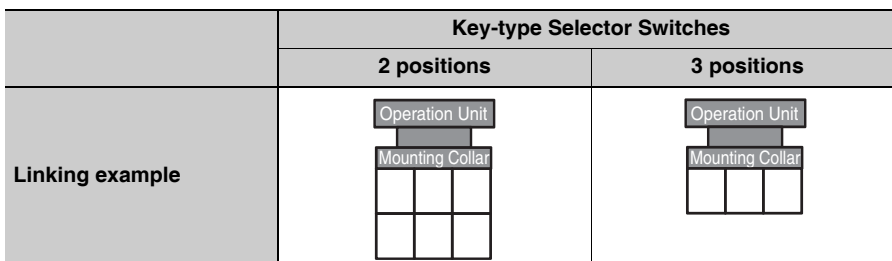 Key-type Selector Switches
2 positions
3 positions
Linking example
Operation Unit
Mounting Collar
Operation Unit
Mounting Collar